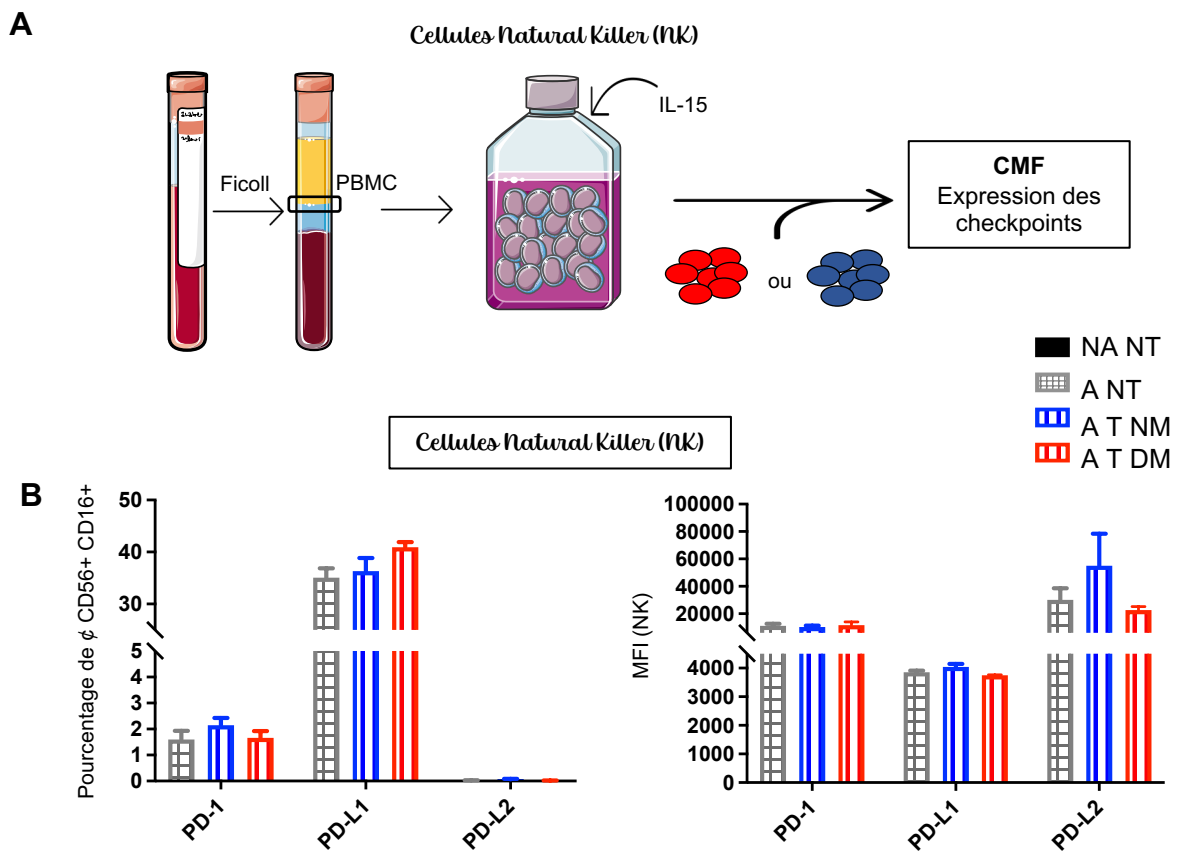 A
Cellules Natural Killer (NK)
IL-15
Ficoll
PBMC
CMF
Expression des
checkpoints
ou
NA NT
A NT
A T NM
A T DM
Cellules Natural Killer (NK)
B
Pourcentage de ¢ CD56+ CD16+
50
40
30
5
4
3
2
1
0
PD-1
PD-L1
PD-L2
MFI (NK)
100000
80000
60000
40000
20000
4000
3000
2000
1000
0
PD-1
PD-L1
PD-L2